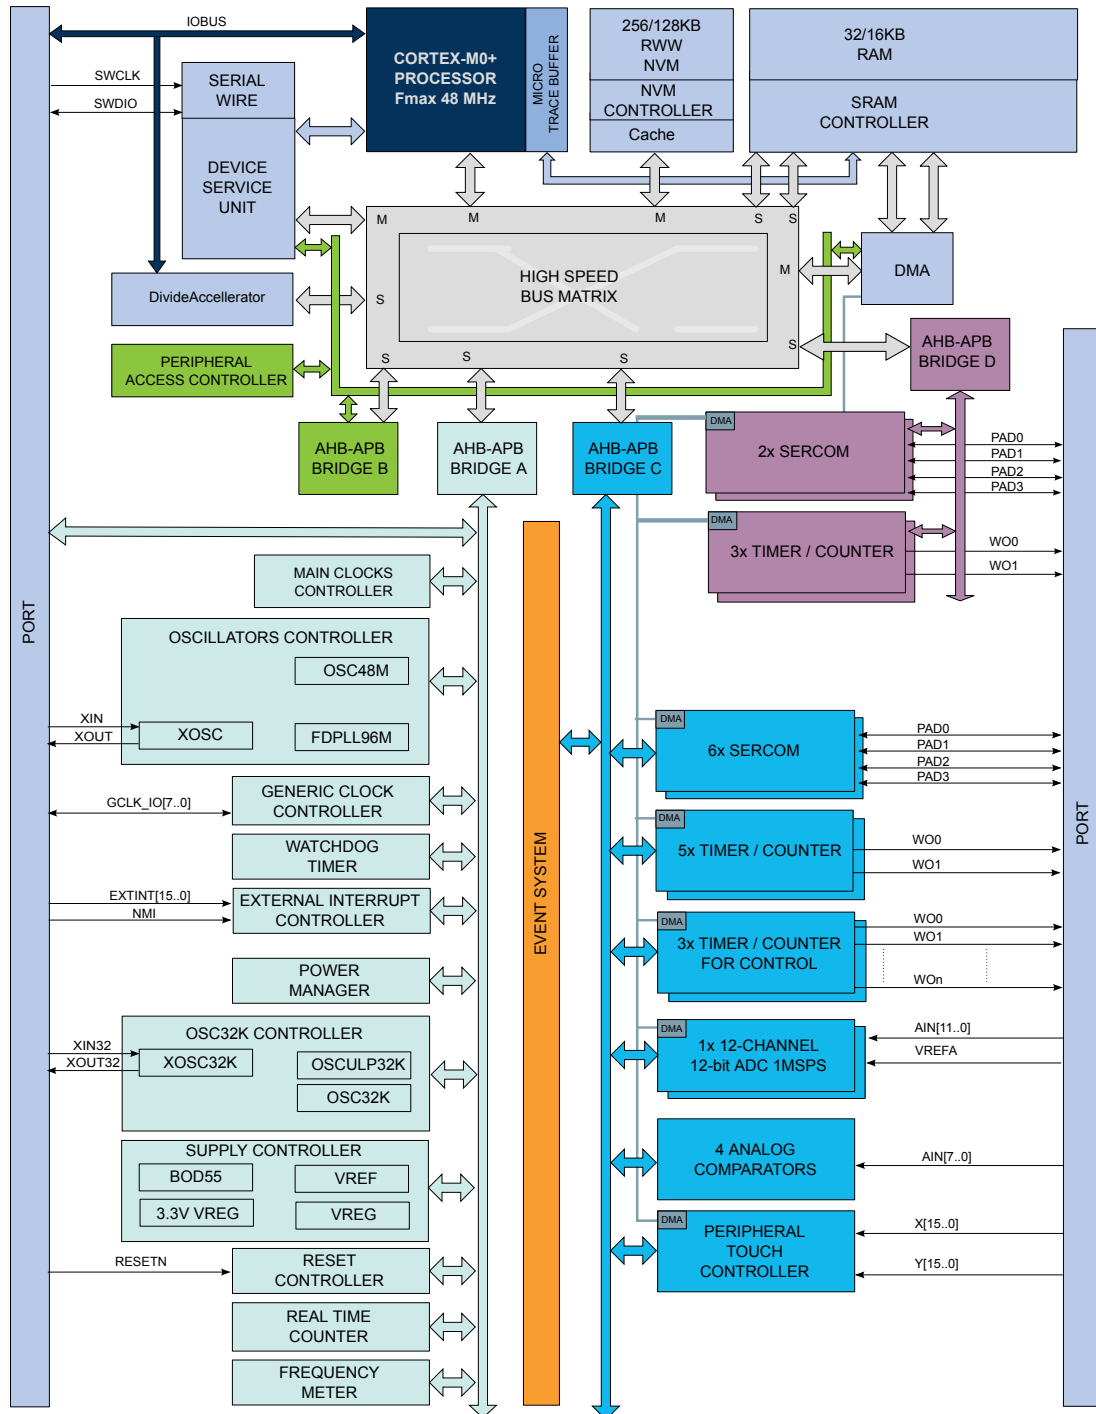 IOBUS
SWCLK
SWDIO
SERIAL
WIRE
DEVICE
SERVICE
UNIT
CORTEX-M0+
PROCESSOR
Fmax 48 MHz
MICRO
TRACE BUFFER
256/128KB
RWW
NVM
NVM
CONTROLLER
Cache
32/16KB
RAM
SRAM
CONTROLLER
M
M
M
S
S
HIGH SPEED
BUS MATRIX
M
S
S
S
S
S
DMA
DivideAccellerator
PERIPHERAL
ACCESS CONTROLLER
AHB-APB
BRIDGE B
AHB-APB
BRIDGE A
AHB-APB
BRIDGE C
AHB-APB
BRIDGE D
DMA
2x SERCOM
PAD0
PAD1
PAD2
PAD3
DMA
3x TIMER / COUNTER
WO0
WO1
PORT
PORT
EVENT SYSTEM
MAIN CLOCKS
CONTROLLER
OSCILLATORS CONTROLLER
OSC48M
XOSC
FDPLL96M
XIN
XOUT
GCLK_IO[7..0]
GENERIC CLOCK
CONTROLLER
WATCHDOG
TIMER
EXTINT[15..0]
NMI
EXTERNAL INTERRUPT
CONTROLLER
POWER
MANAGER
OSC32K CONTROLLER
XIN32
XOUT32
XOSC32K
OSCULP32K
OSC32K
SUPPLY CONTROLLER
BOD55
VREF
3.3V VREG
VREG
RESETN
RESET
CONTROLLER
REAL TIME
COUNTER
FREQUENCY
METER
DMA
6x SERCOM
PAD0
PAD1
PAD2
PAD3
DMA
5x TIMER / COUNTER
WO0
WO1
DMA
3x TIMER / COUNTER
FOR CONTROL
WO0
WO1
WOn
DMA
1x 12-CHANNEL
12-bit ADC 1MSPS
AIN[11..0]
VREFA
4 ANALOG
COMPARATORS
AIN[7..0]
DMA
PERIPHERAL
TOUCH
CONTROLLER
X[15..0]
Y[15..0]